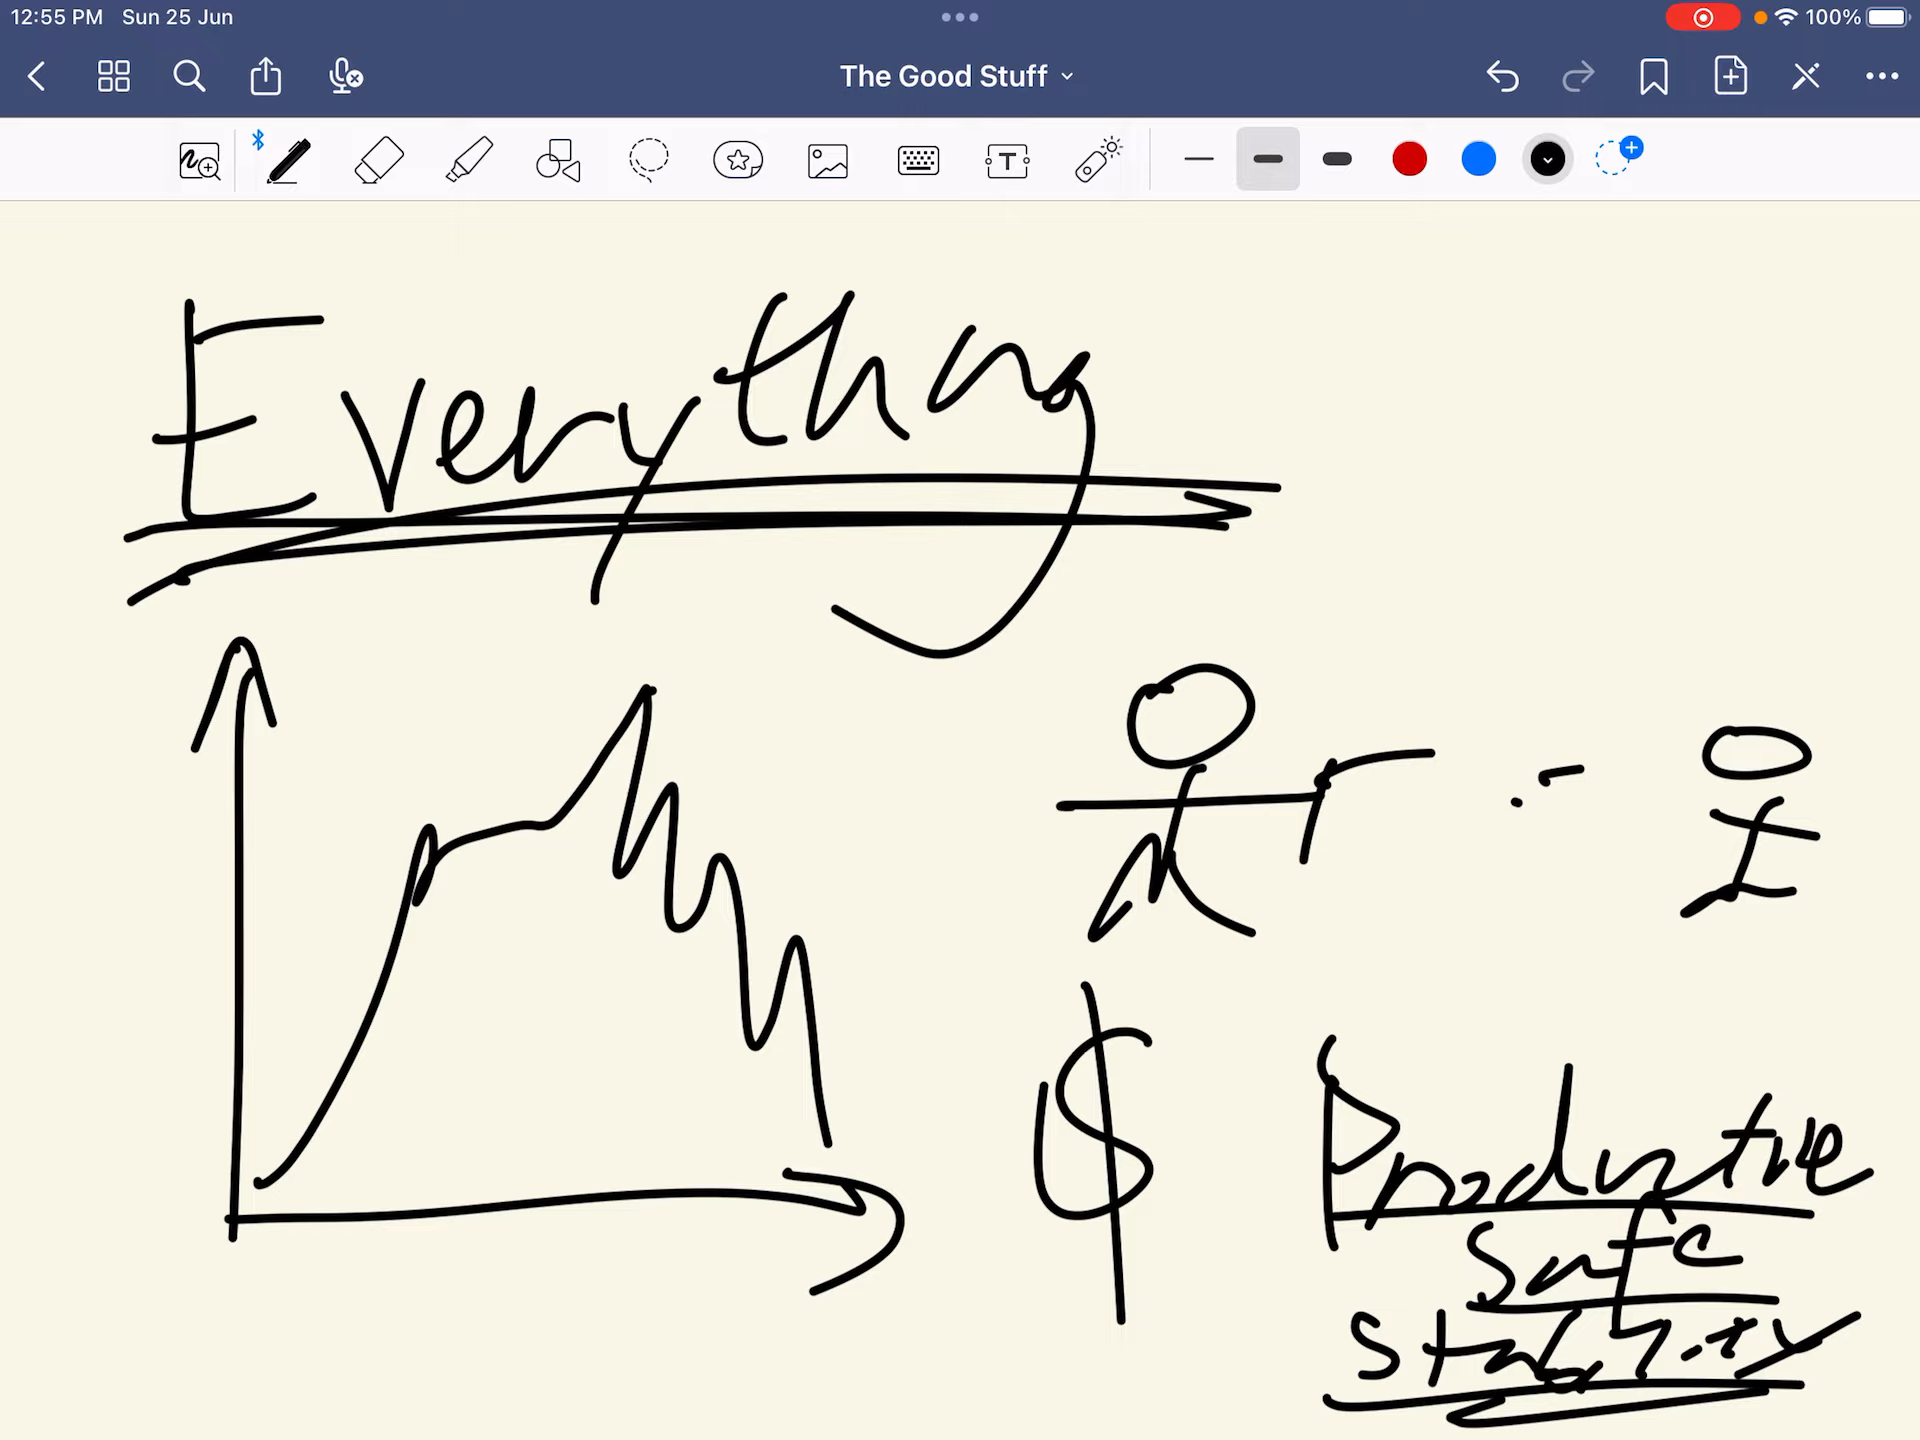 12:55 PM Sun 25 Jun
100%
The Good Stuff
T
Everything
$
Productive
Safe
Stability